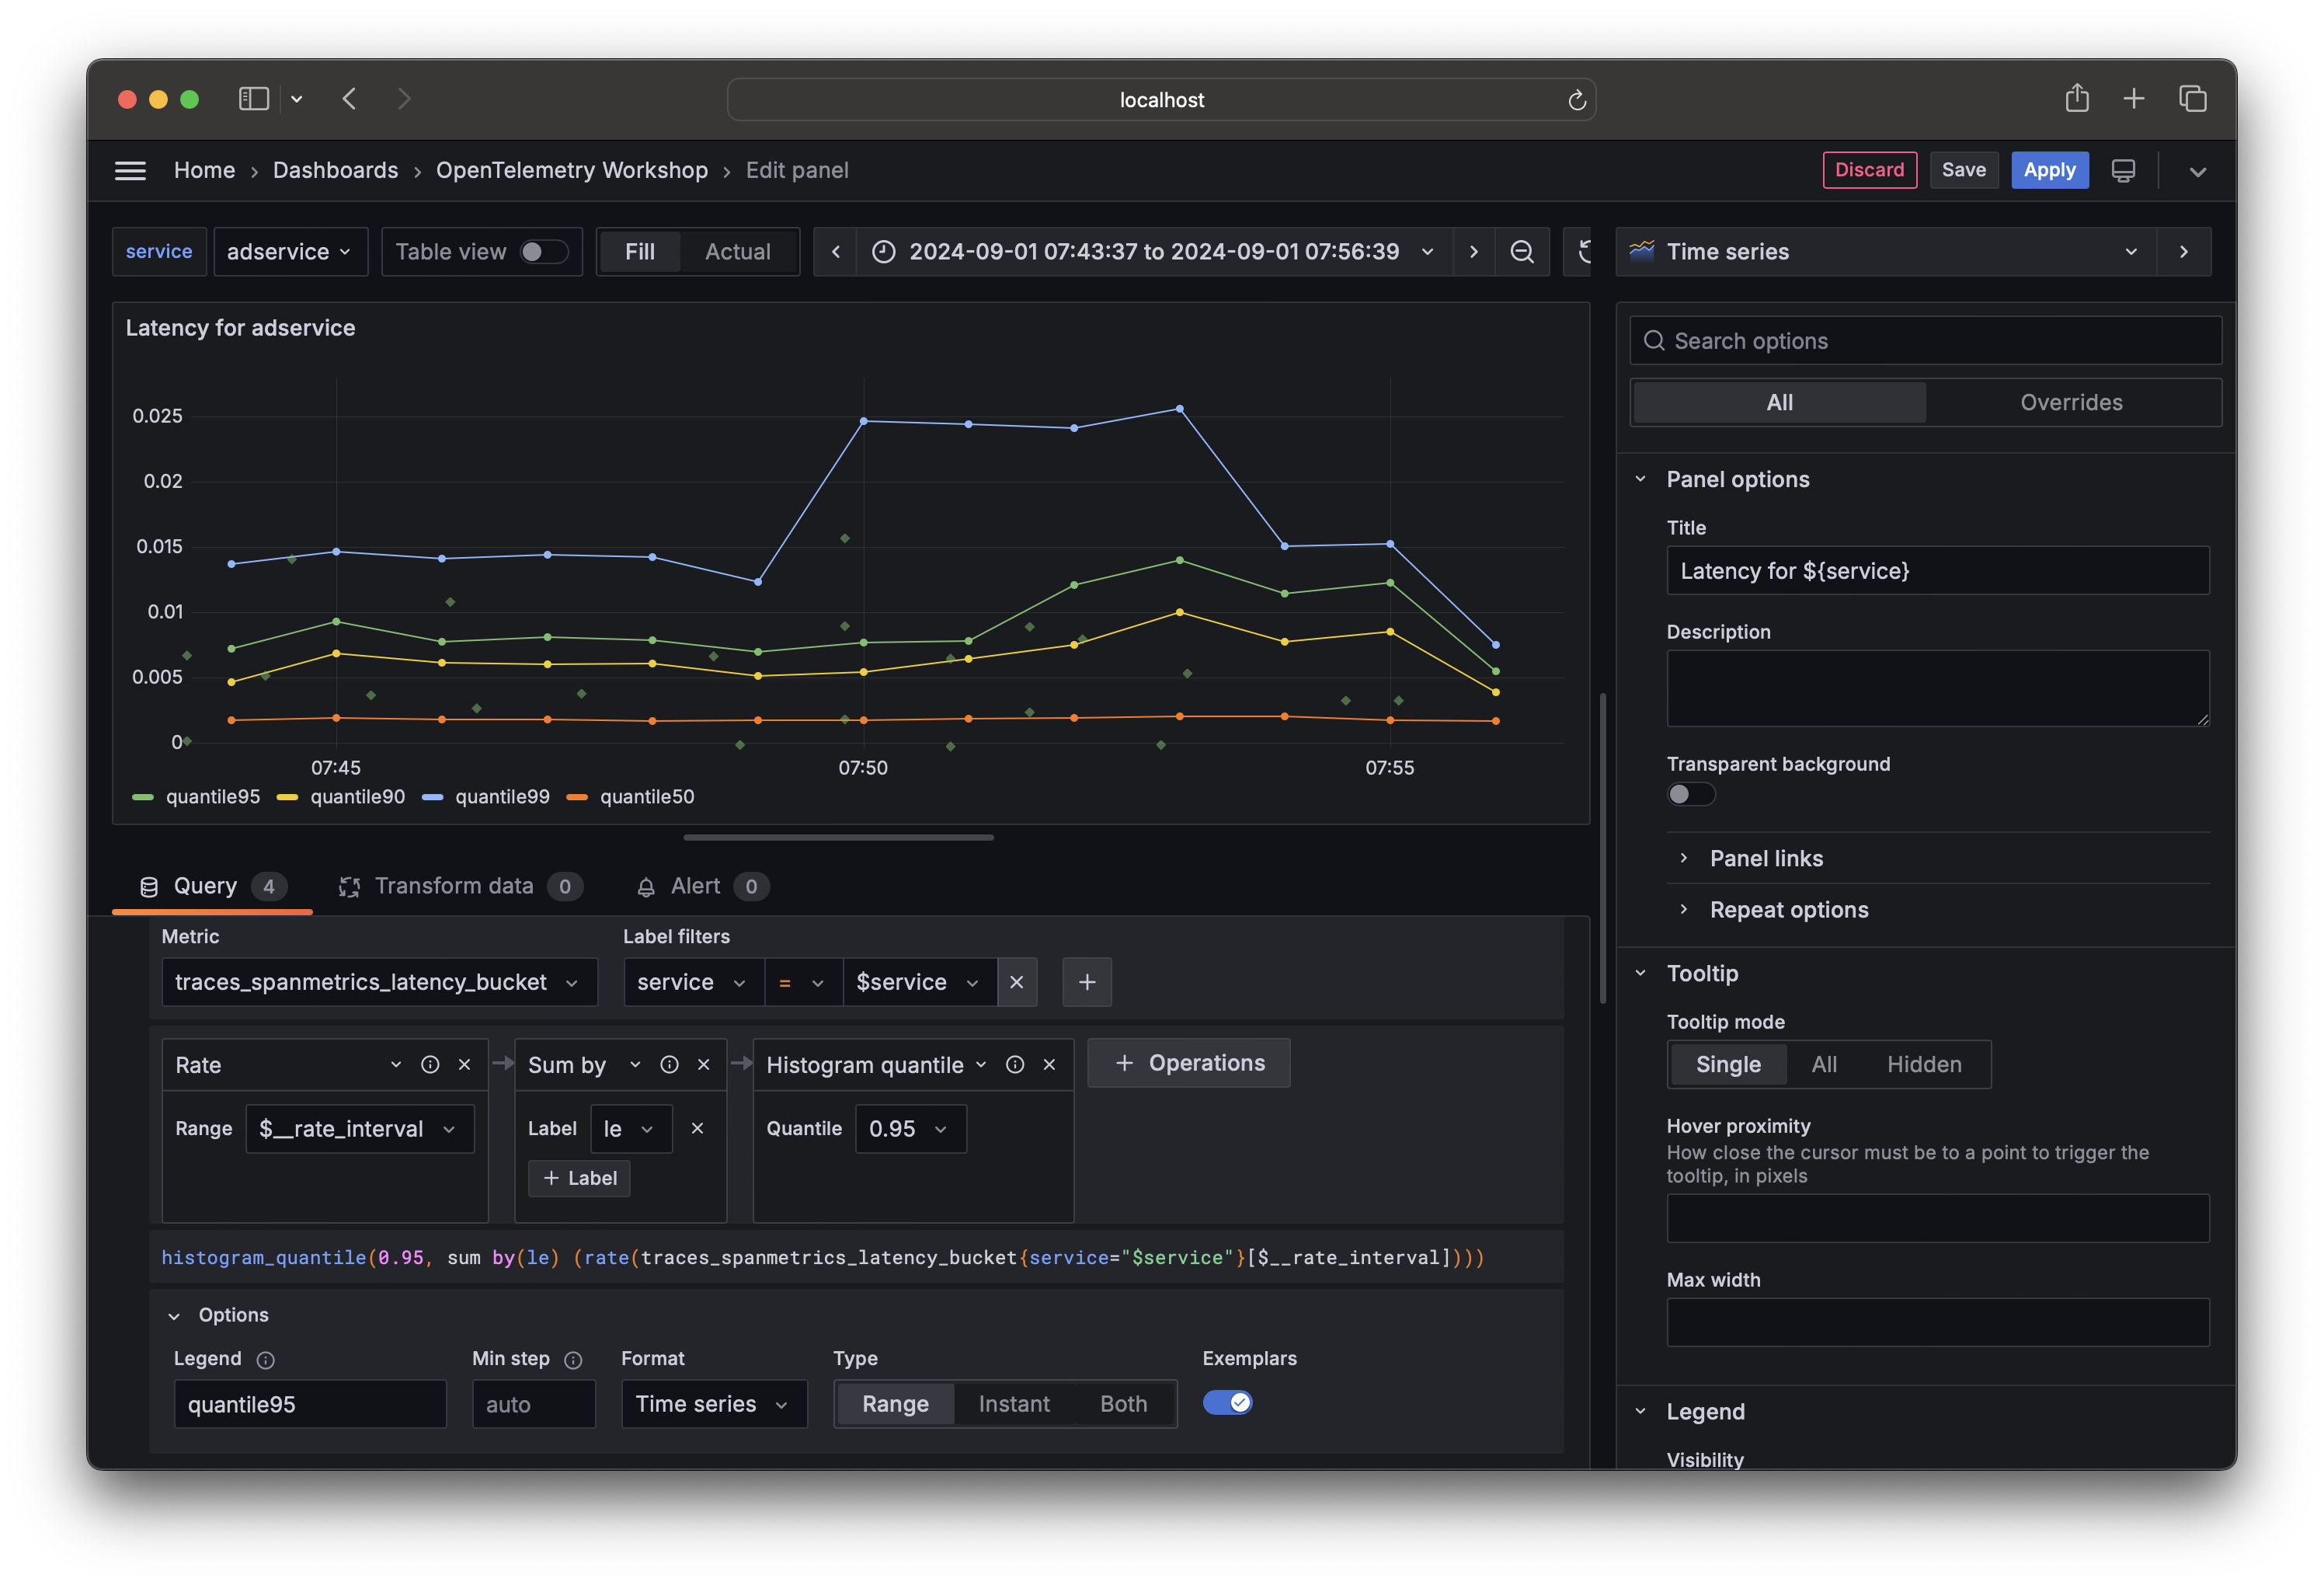 localhost
Home › Dashboards › OpenTelemetry Workshop › Edit panel
Discard Save Apply
service adservice Table view Fill Actual 2024-09-01 07:43:37 to 2024-09-01 07:56:39 Time series
Latency for adservice
0.025
0.02
0.015
0.01
0.005
0
07:45 07:50 07:55
quantile95 quantile90 quantile99 quantile50
Query 4 Transform data 0 Alert 0
Metric Label filters
traces_spanmetrics_latency_bucket service = $service
Rate Sum by Histogram quantile + Operations
Range $__rate_interval Label le Quantile 0.95
+ Label
histogram_quantile(0.95, sum by(le) (rate(traces_spanmetrics_latency_bucket{service="$service"}[$__rate_interval])))
Options
Legend Min step Format Type Exemplars
quantile95 auto Time series Range Instant Both
Search options
All Overrides
Panel options
Title
Latency for ${service}
Description
Transparent background
Panel links
Repeat options
Tooltip
Tooltip mode
Single All Hidden
Hover proximity
How close the cursor must be to a point to trigger the
tooltip, in pixels
Max width
Legend
Visibility